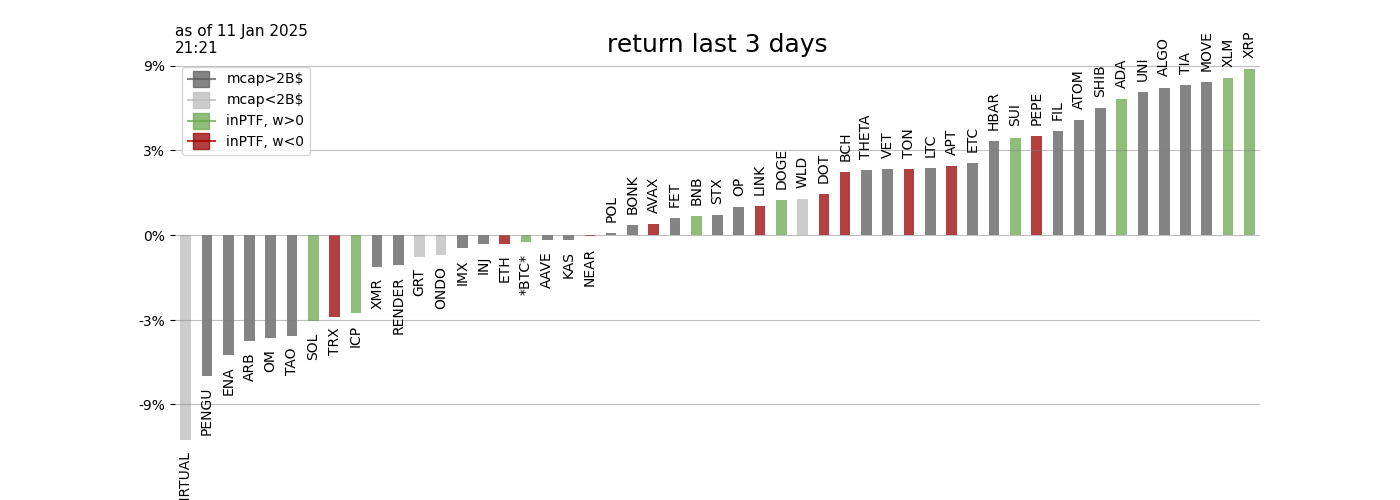 as of 11 Jan 2025
21:21
return last 3 days
9%
3%
0%
-3%
-9%
mcap>2B$
mcap<2B$
inPTF, w>0
inPTF, w<0
IRTUAL
PENGU
ENA
ARB
OM
TAO
SOL
TRX
ICP
XMR
RENDER
GRT
ONDO
IMX
INJ
ETH
*BTC*
AAVE
KAS
NEAR
POL
BONK
AVAX
FET
BNB
STX
OP
LINK
DOGE
WLD
DOT
BCH
THETA
VET
TON
LTC
APT
ETC
HBAR
SUI
PEPE
FIL
ATOM
SHIB
ADA
UNI
ALGO
TIA
MOVE
XLM
XRP